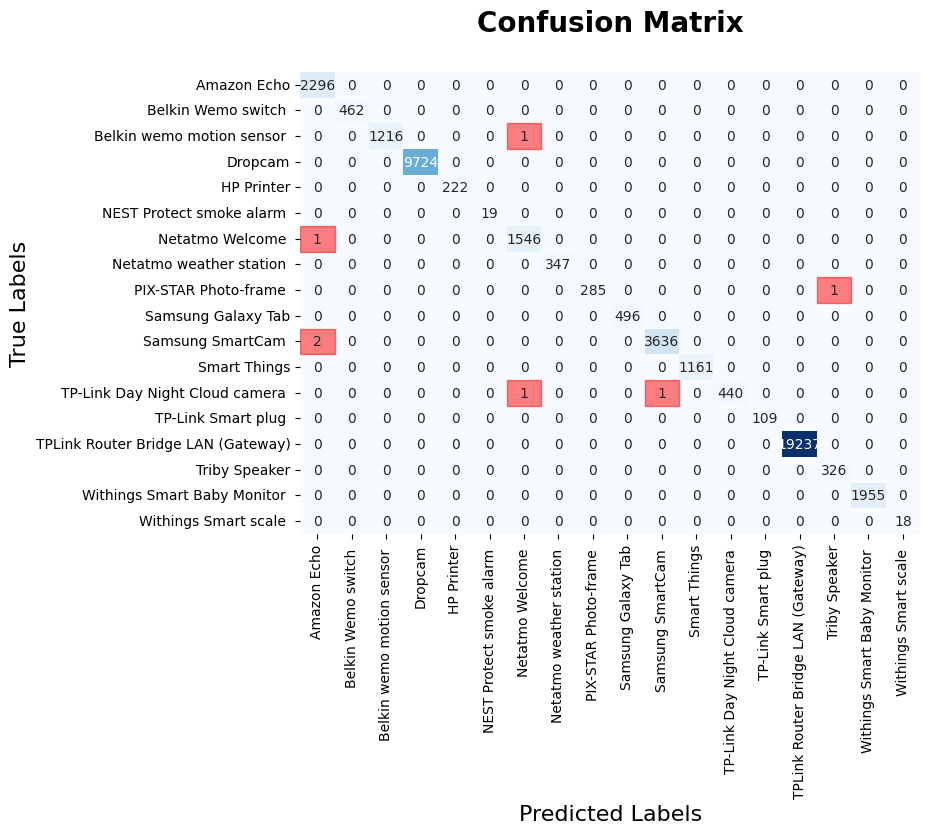 Confusion Matrix
True Labels
Amazon Echo 2296 0 0 0 0 0 0 0 0 0 0 0 0 0 0 0 0 0
Belkin Wemo switch 0 462 0 0 0 0 0 0 0 0 0 0 0 0 0 0 0 0
Belkin wemo motion sensor 0 0 1216 0 0 0 1 0 0 0 0 0 0 0 0 0 0 0
Dropcam 0 0 0 9724 0 0 0 0 0 0 0 0 0 0 0 0 0 0
HP Printer 0 0 0 0 222 0 0 0 0 0 0 0 0 0 0 0 0 0
NEST Protect smoke alarm 0 0 0 0 0 19 0 0 0 0 0 0 0 0 0 0 0 0
Netatmo Welcome 1 0 0 0 0 0 1546 0 0 0 0 0 0 0 0 0 0 0
Netatmo weather station 0 0 0 0 0 0 0 347 0 0 0 0 0 0 0 0 0 0
PIX-STAR Photo-frame 0 0 0 0 0 0 0 0 285 0 0 0 0 0 0 1 0 0
Samsung Galaxy Tab 0 0 0 0 0 0 0 0 0 496 0 0 0 0 0 0 0 0
Samsung SmartCam 2 0 0 0 0 0 0 0 0 0 3636 0 0 0 0 0 0 0
Smart Things 0 0 0 0 0 0 0 0 0 0 0 1161 0 0 0 0 0 0
TP-Link Day Night Cloud camera 0 0 0 0 0 0 1 0 0 0 1 0 440 0 0 0 0 0
TP-Link Smart plug 0 0 0 0 0 0 0 0 0 0 0 0 0 109 0 0 0 0
TPLink Router Bridge LAN (Gateway) 0 0 0 0 0 0 0 0 0 0 0 0 0 0 19237 0 0 0
Triby Speaker 0 0 0 0 0 0 0 0 0 0 0 0 0 0 0 326 0 0
Withings Smart Baby Monitor 0 0 0 0 0 0 0 0 0 0 0 0 0 0 0 0 1955 0
Withings Smart scale 0 0 0 0 0 0 0 0 0 0 0 0 0 0 0 0 0 18
Amazon Echo
Belkin Wemo switch
Belkin wemo motion sensor
Dropcam
HP Printer
NEST Protect smoke alarm
Netatmo Welcome
Netatmo weather station
PIX-STAR Photo-frame
Samsung Galaxy Tab
Samsung SmartCam
Smart Things
TP-Link Day Night Cloud camera
TP-Link Smart plug
TPLink Router Bridge LAN (Gateway)
Triby Speaker
Withings Smart Baby Monitor
Withings Smart scale
Predicted Labels